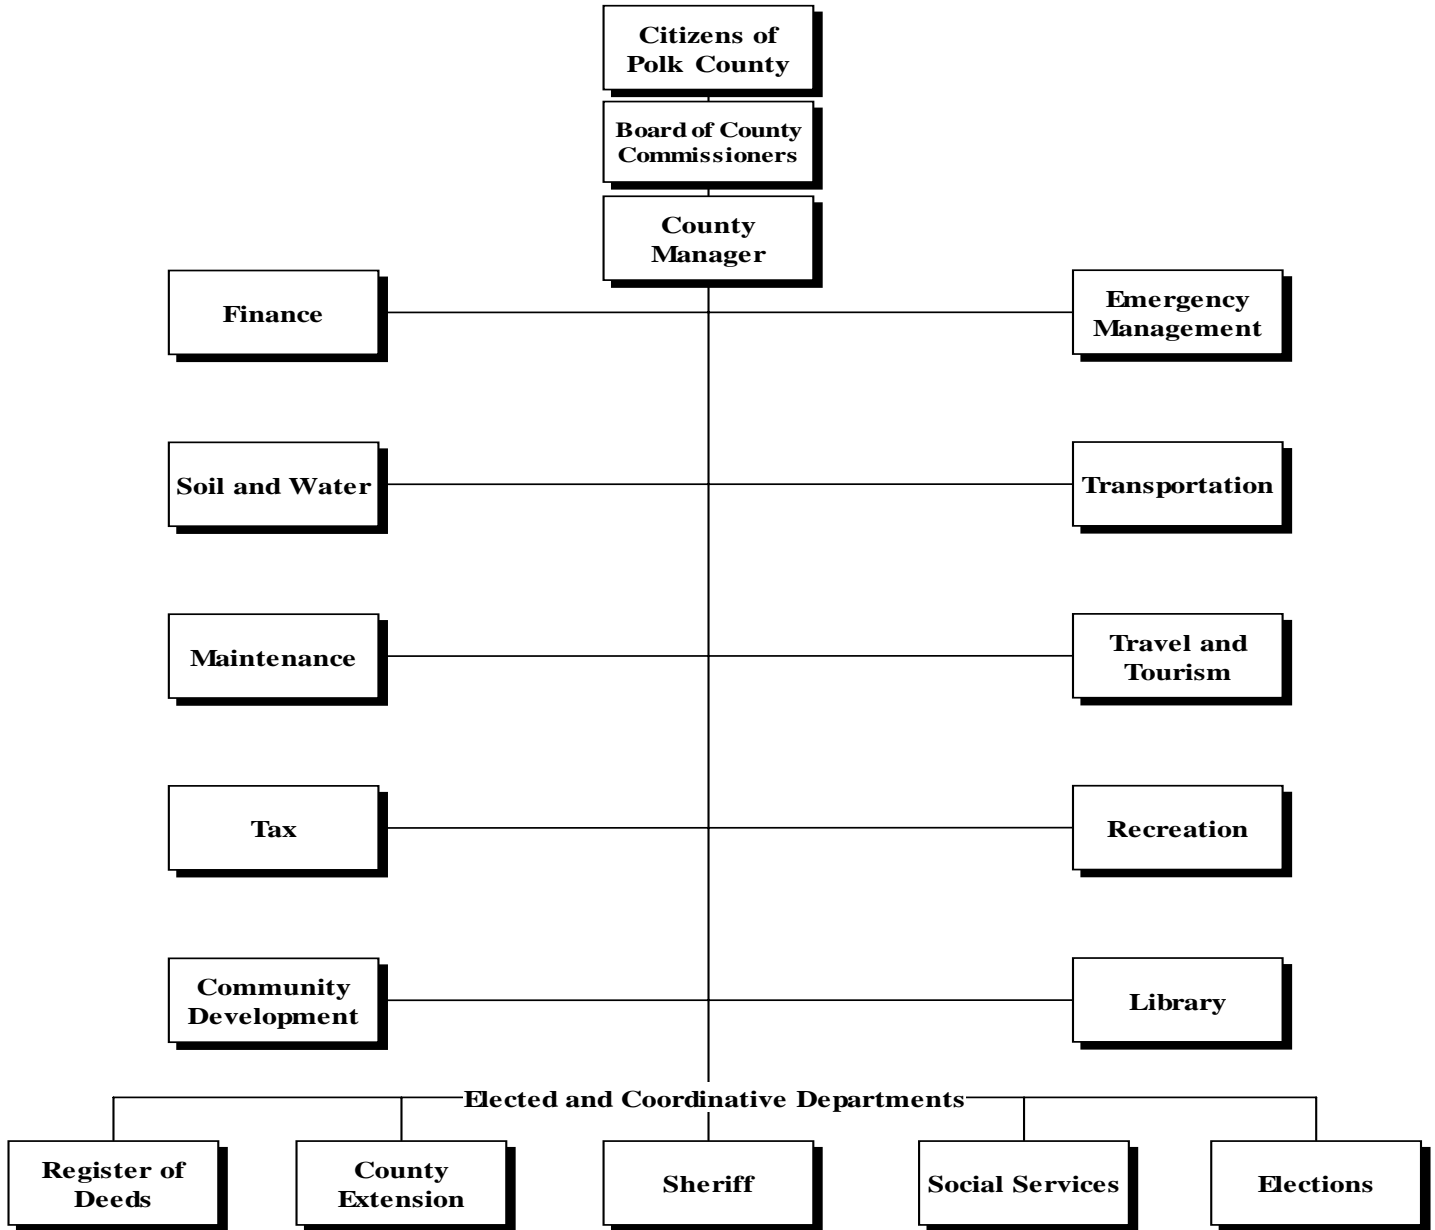 Citizens of
Polk County
Board of County
Commissioners
County
Manager
Finance
Emergency
Management
Soil and Water
Transportation
Maintenance
Travel and
Tourism
Tax
Recreation
Community
Development
Library
Elected and Coordinative Departments
Register of
Deeds
County
Extension
Sheriff
Social Services
Elections